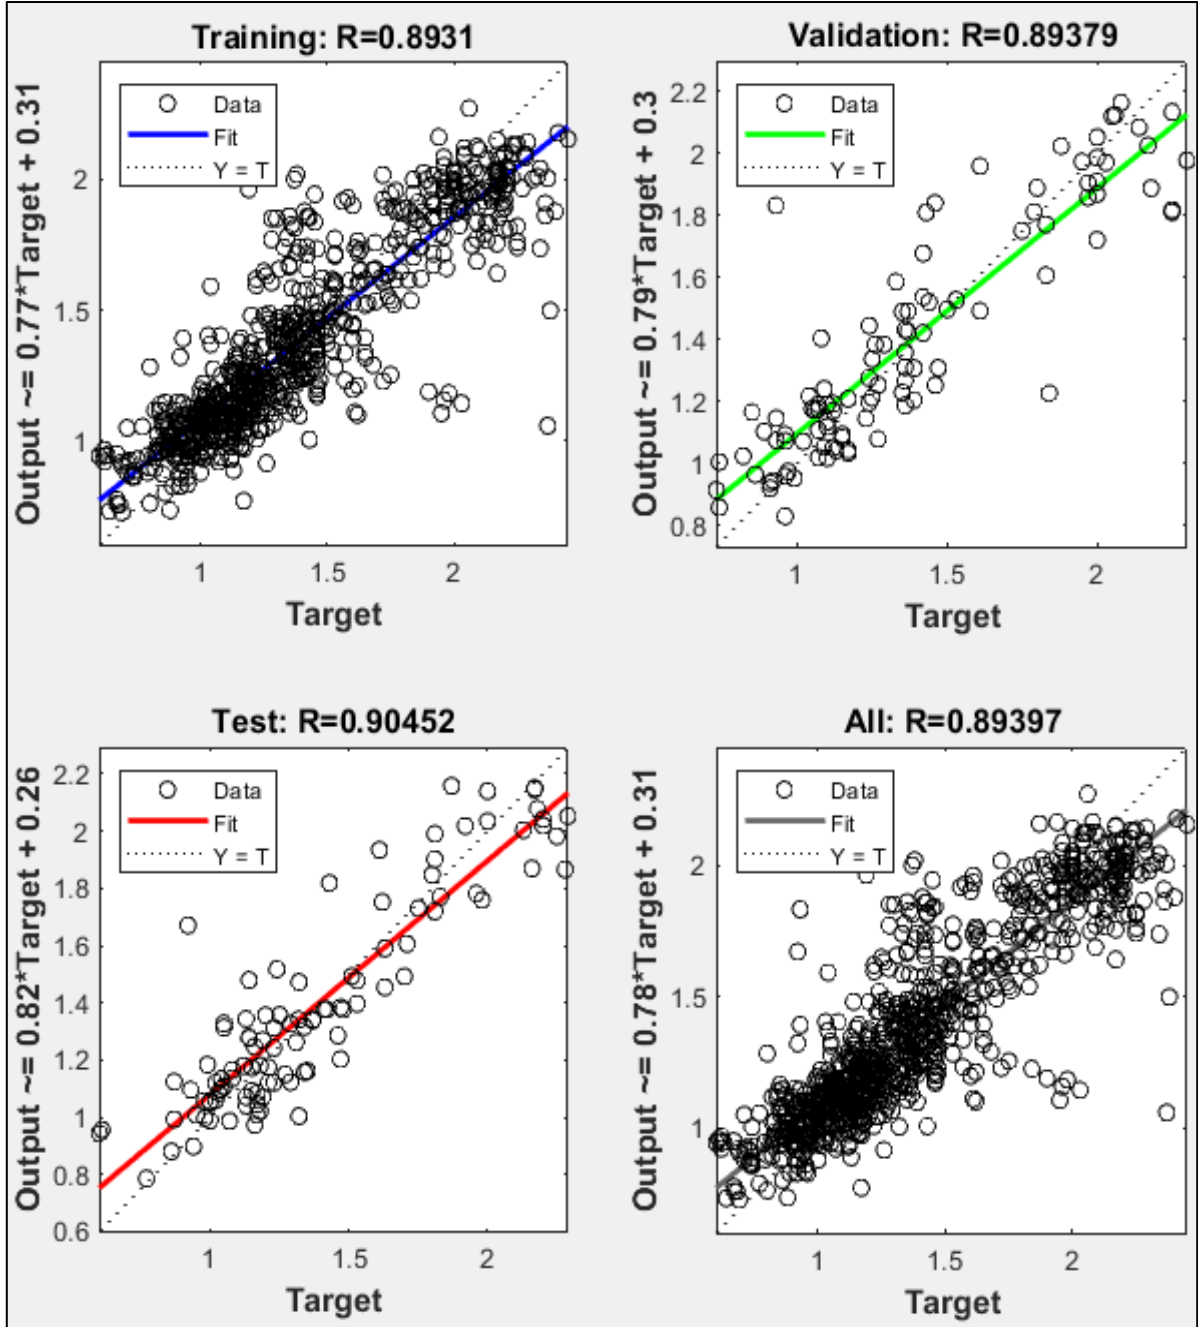 Training: R=0.8931
Output ~= 0.77*Target + 0.31
Data
Fit
Y = T
2
1.5
1
1
1.5
2
Target
Validation: R=0.89379
Output ~= 0.79*Target + 0.3
Data
Fit
Y = T
2.2
2
1.8
1.6
1.4
1.2
1
0.8
1
1.5
2
Target
Test: R=0.90452
Output ~= 0.82*Target + 0.26
Data
Fit
Y = T
2.2
2
1.8
1.6
1.4
1.2
1
0.8
0.6
1
1.5
2
Target
All: R=0.89397
Output ~= 0.78*Target + 0.31
Data
Fit
Y = T
2
1.5
1
1
1.5
2
Target